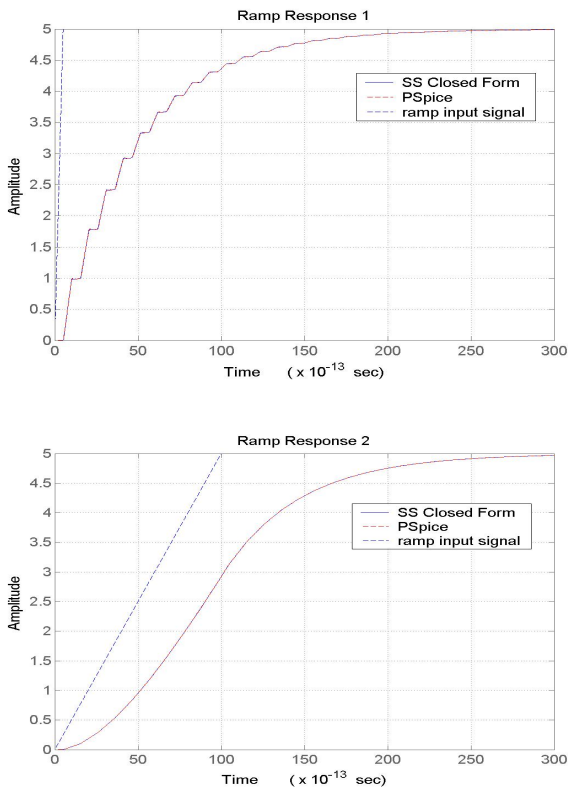 Ramp Response 1
5
4.5
4
3.5
3
2.5
2
1.5
1
0.5
0
Amplitude
SS Closed Form
PSpice
ramp input signal
0 50 100 150 200 250 300
Time ( x 10-13 sec)
Ramp Response 2
5
4.5
4
3.5
3
2.5
2
1.5
1
0.5
0
Amplitude
SS Closed Form
PSpice
ramp input signal
0 50 100 150 200 250 300
Time ( x 10-13 sec)